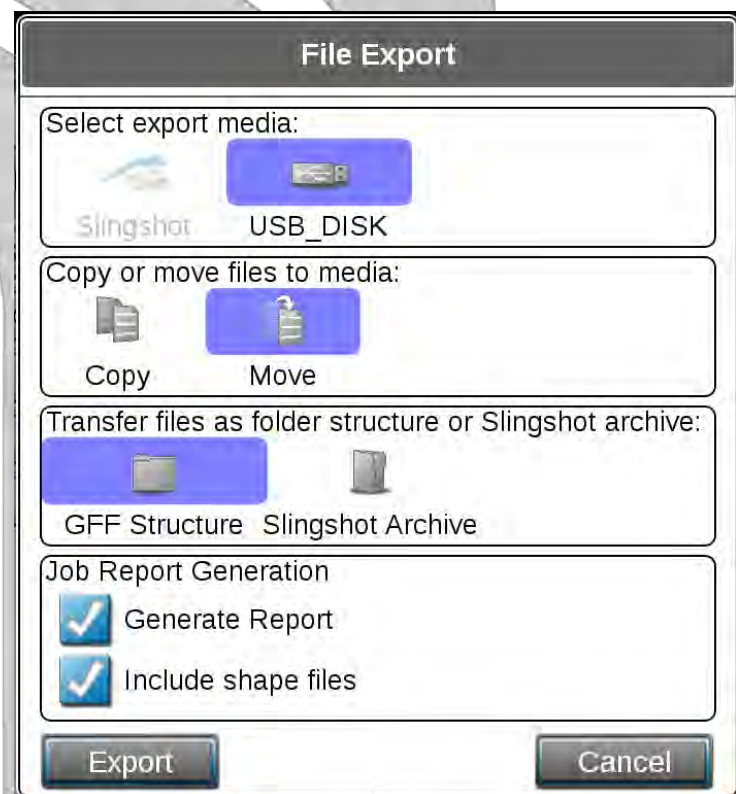 File Export
Select export media:
Slingshot USB_DISK
Copy or move files to media:
Copy Move
Transfer files as folder structure or Slingshot archive:
GFF Structure Slingshot Archive
Job Report Generation
Generate Report
Include shape files
Export Cancel